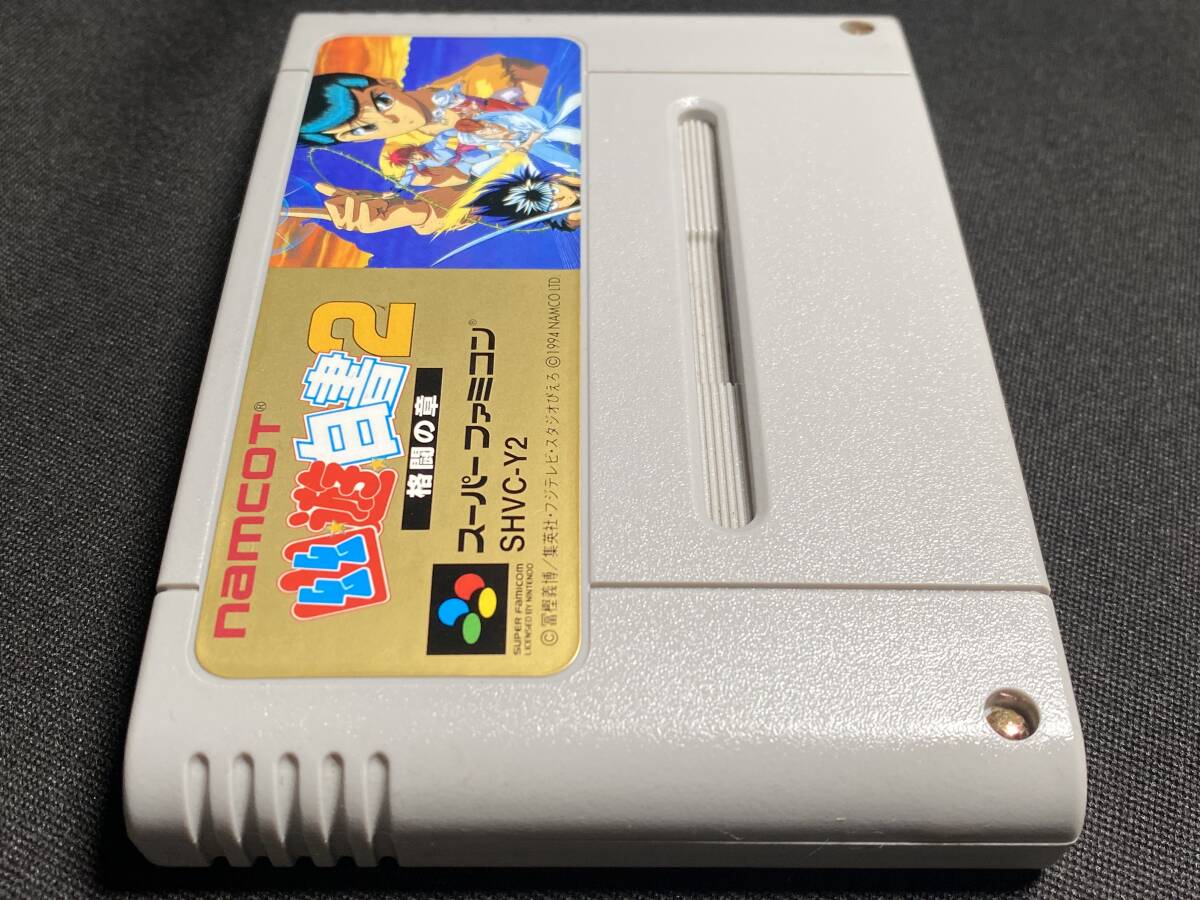 namcot®
幽遊白書2
格闘の章
スーパーファミコン®
SHVC-Y2
SUPER FAMICOM
LICENSED BY NINTENDO
©冨樫義博/集英社・フジテレビ・スタジオぴえろ ©1994 NAMCO LTD.